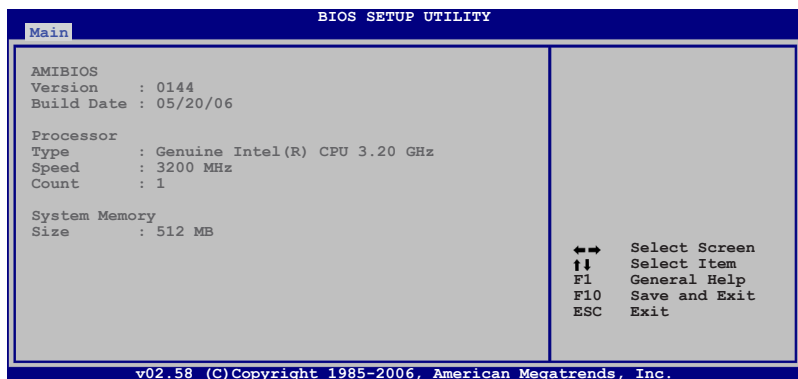 BIOS SETUP UTILITY
Main
AMIBIOS
Version : 0144
Build Date : 05/20/06
Processor
Type : Genuine Intel(R) CPU 3.20 GHz
Speed : 3200 MHz
Count : 1
System Memory
Size : 512 MB
←→ Select Screen
↑↓ Select Item
F1 General Help
F10 Save and Exit
ESC Exit
v02.58 (C)Copyright 1985-2006, American Megatrends, Inc.